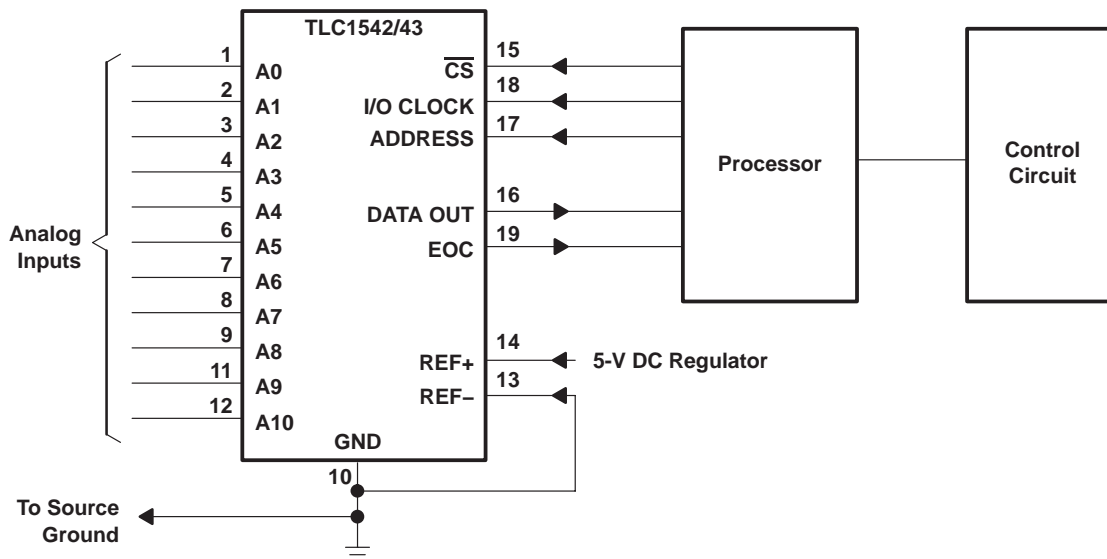 TLC1542/43
1
A0
2
A1
3
A2
4
A3
5
A4
6
A5
7
A6
8
A7
9
A8
11
A9
12
A10
Analog
Inputs
15
CS
18
I/O CLOCK
17
ADDRESS
16
DATA OUT
19
EOC
14
REF+
5-V DC Regulator
13
REF–
GND
10
To Source
Ground
Processor
Control
Circuit